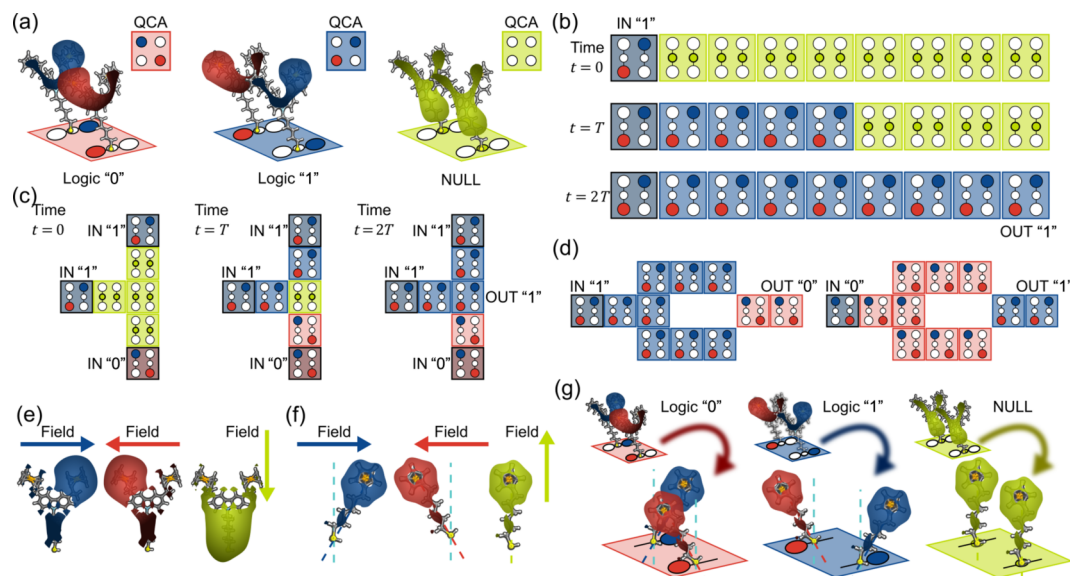 (a)
QCA
QCA
QCA
Logic “0”
Logic “1”
NULL
(b)
IN “1”
Time
t=0
t=T
t=2T
OUT “1”
(c)
Time
t = 0
IN “1”
IN “1”
IN “0”
Time
t = T
IN “1”
IN “1”
IN “0”
Time
t = 2T
IN “1”
IN “1”
OUT “1”
IN “0”
(d)
IN “1”
OUT “0”
IN “0”
OUT “1”
(e)
Field
Field
Field
(f)
Field
Field
Field
(g)
Logic “0”
Logic “1”
NULL